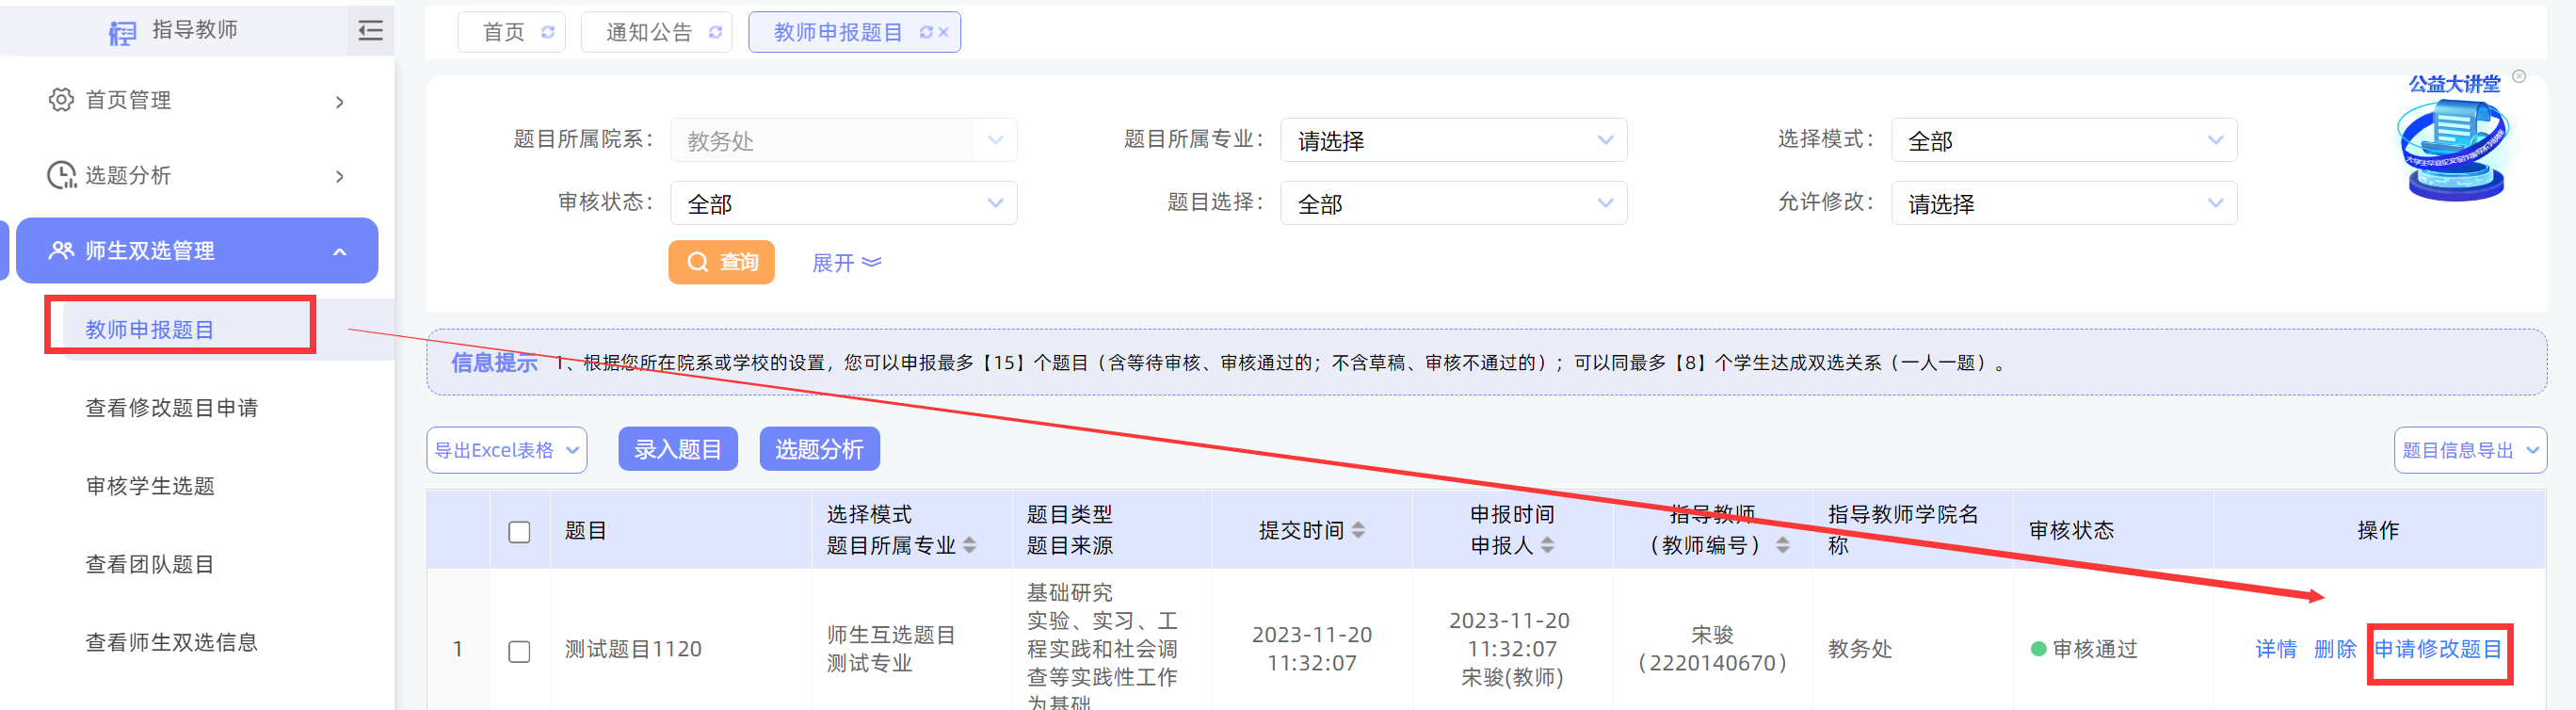 指导教师
首页管理
选题分析
师生双选管理
教师申报题目
查看修改题目申请
审核学生选题
查看团队题目
查看师生双选信息
首页
通知公告
教师申报题目
公益大讲堂
题目所属院系：
教务处
题目所属专业：
请选择
选择模式：
全部
审核状态：
全部
题目选择：
全部
允许修改：
请选择
查询
展开
信息提示 1、根据您所在院系或学校的设置，您可以申报最多【15】个题目（含等待审核、审核通过的；不含草稿、审核不通过的）；可以同最多【8】个学生达成双选关系（一人一题）。
导出Excel表格
录入题目
选题分析
题目信息导出
题目
选择模式
题目所属专业
题目类型
题目来源
提交时间
申报时间
申报人
指导教师
（教师编号）
指导教师学院名
称
审核状态
操作
1
测试题目1120
师生互选题目
测试专业
基础研究
实验、实习、工
程实践和社会调
查等实践性工作
为基础
2023-11-20
11:32:07
2023-11-20
11:32:07
宋骏(教师)
宋骏
（2220140670）
教务处
审核通过
详情 删除 申请修改题目